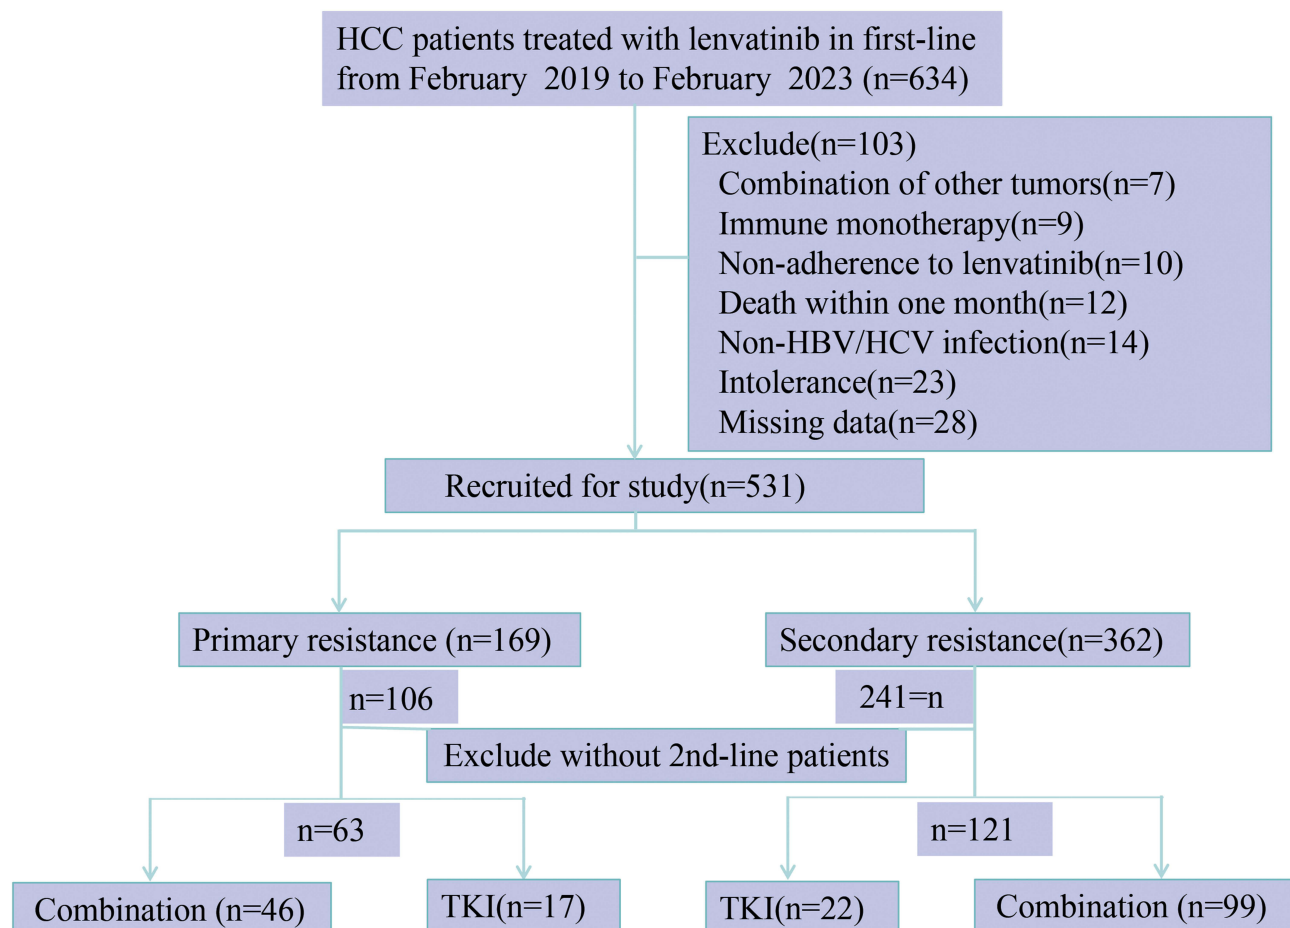 HCC patients treated with lenvatinib in first-line
from February 2019 to February 2023 (n=634)
Exclude(n=103)
Combination of other tumors(n=7)
Immune monotherapy(n=9)
Non-adherence to lenvatinib(n=10)
Death within one month(n=12)
Non-HBV/HCV infection(n=14)
Intolerance(n=23)
Missing data(n=28)
Recruited for study(n=531)
Primary resistance (n=169)
Secondary resistance(n=362)
n=106
241=n
Exclude without 2nd-line patients
n=63
n=121
Combination (n=46)
TKI(n=17)
TKI(n=22)
Combination (n=99)